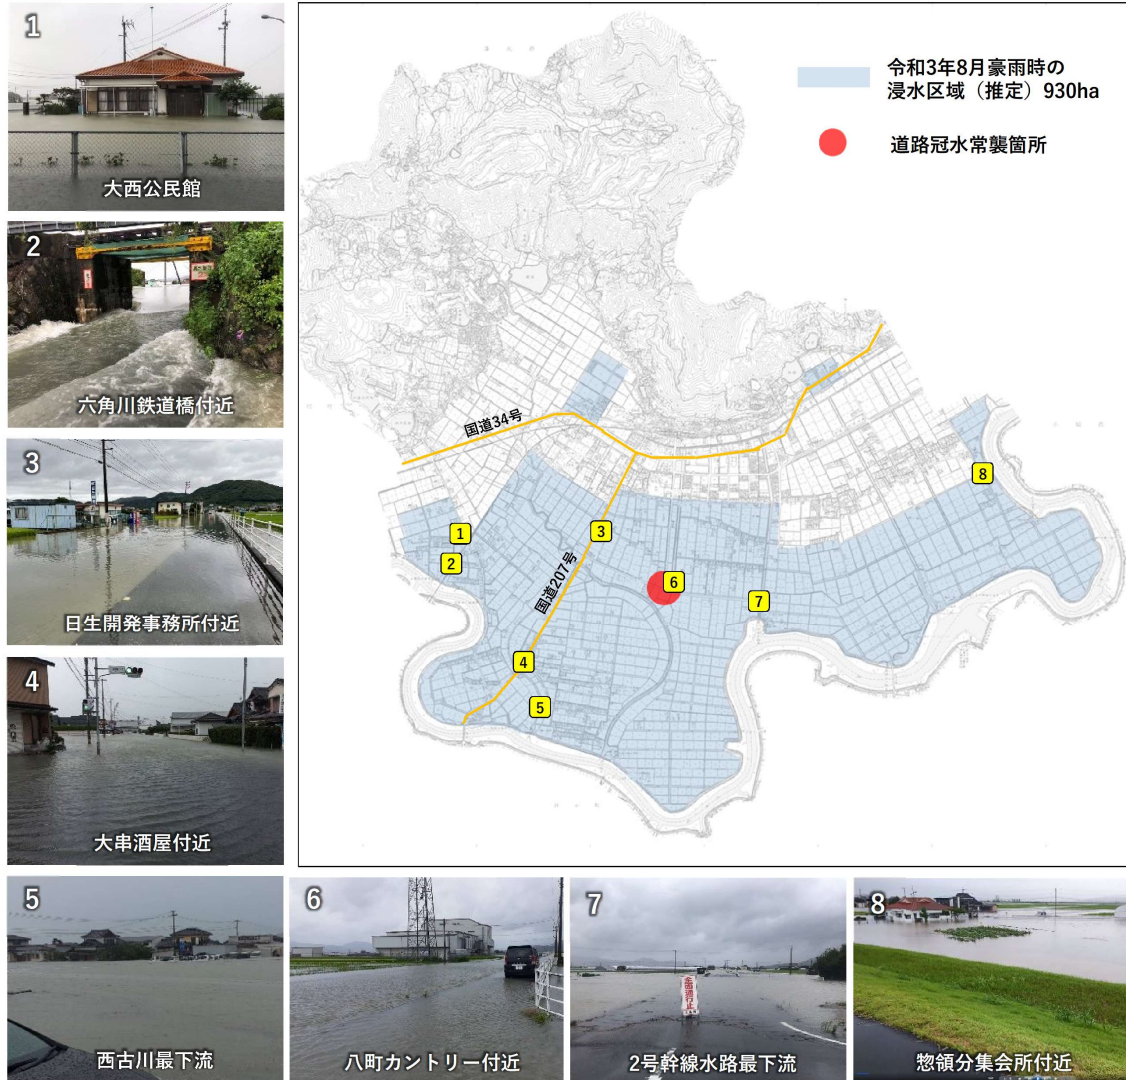 1
大西公民館
2
六角川鉄道橋付近
3
日生開発事務所付近
4
大串酒屋付近
令和3年8月豪雨時の
浸水区域（推定）930ha
道路冠水常襲箇所
国道34号
国道207号
1
2
3
4
5
6
7
8
5
西古川最下流
6
八町カントリー付近
7
全面通行止
2号幹線水路最下流
8
惣領分集会所付近